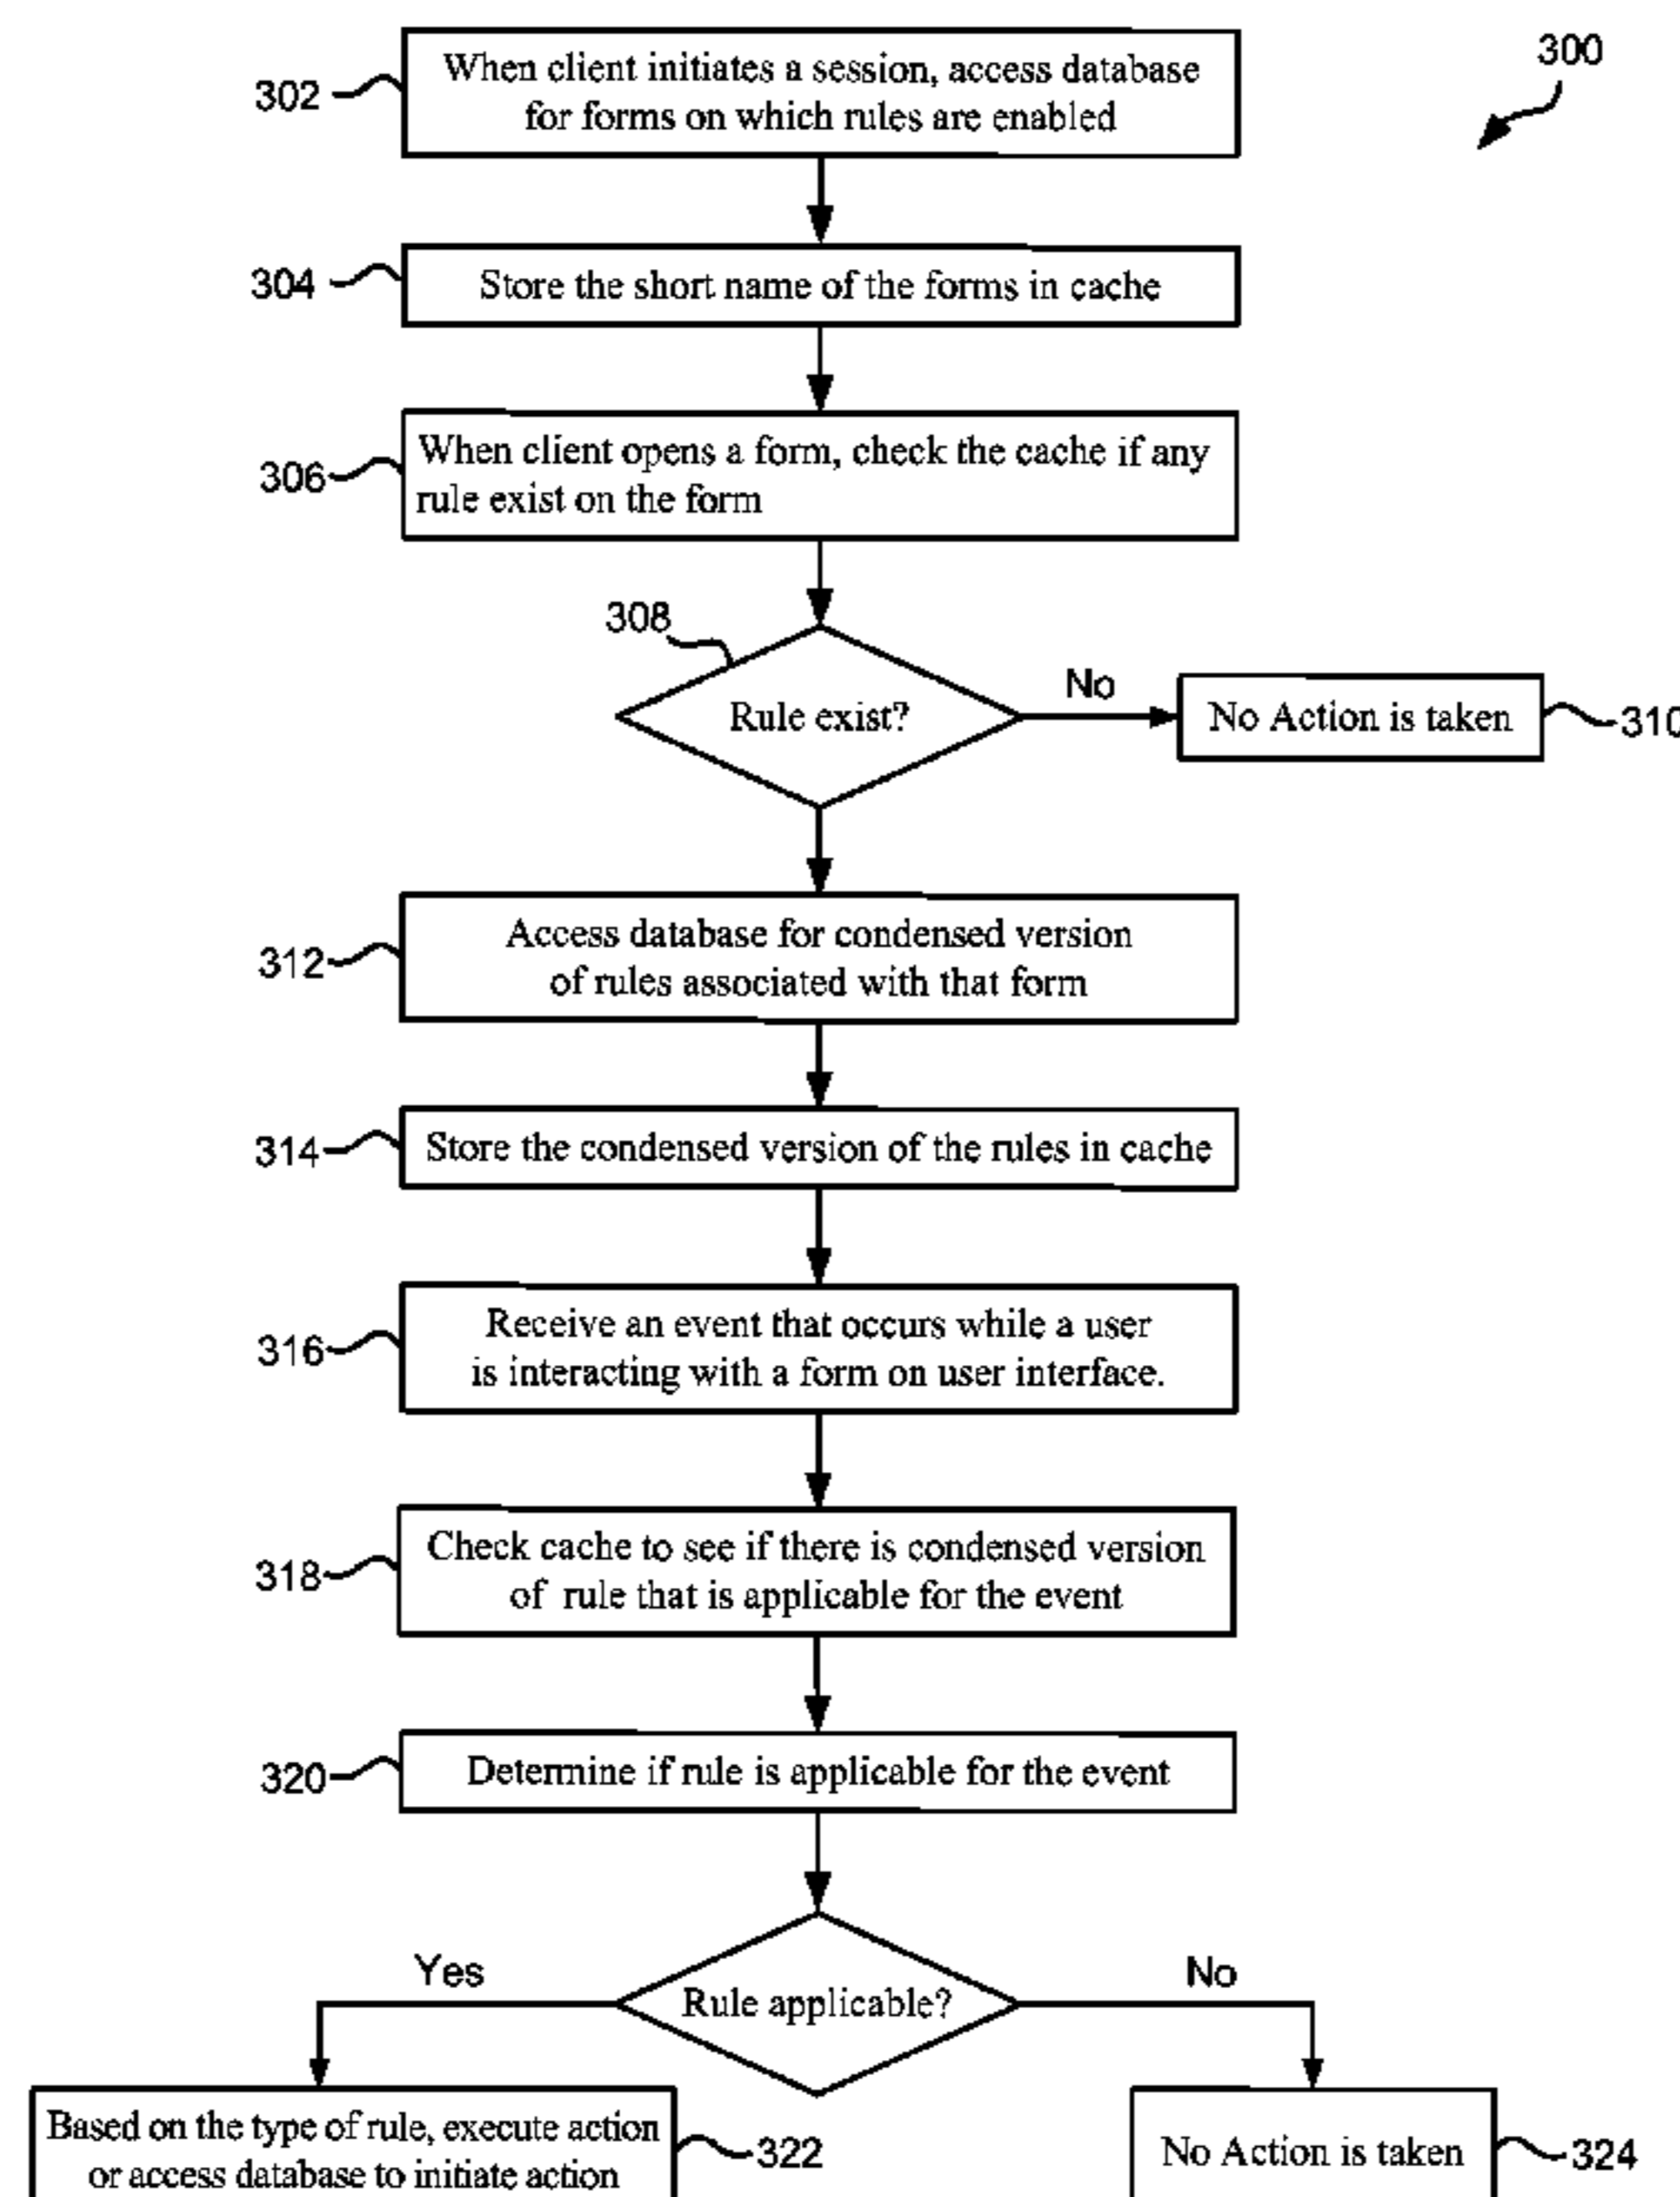 300
302
When client initiates a session, access database
for forms on which rules are enabled
304
Store the short name of the forms in cache
306
When client opens a form, check the cache if any
rule exist on the form
308
Rule exist?
No
No Action is taken
310
312
Access database for condensed version
of rules associated with that form
314
Store the condensed version of the rules in cache
316
Receive an event that occurs while a user
is interacting with a form on user interface.
318
Check cache to see if there is condensed version
of rule that is applicable for the event
320
Determine if rule is applicable for the event
Yes
Rule applicable?
No
Based on the type of rule, execute action
or access database to initiate action
322
No Action is taken
324